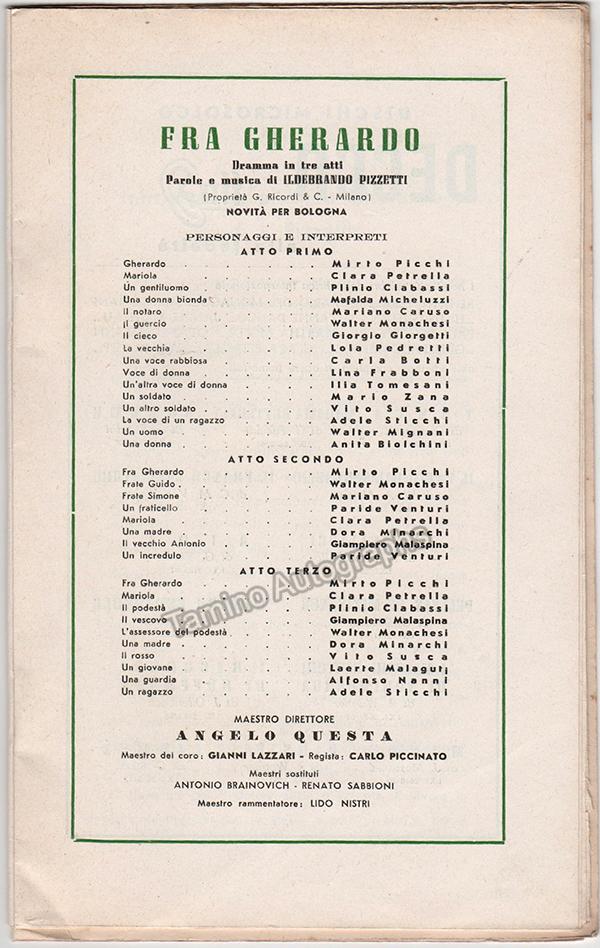 FRA GHERARDO
Dramma in tre atti
Parole e musica di ILDEBRANDO PIZZETTI
(Proprietà G. Ricordi & C. - Milano)
NOVITÀ PER BOLOGNA
PERSONAGGI E INTERPRETI
ATTO PRIMO
Gherardo . . . . . . Mirto Picchi
Mariola . . . . . . Clara Petrella
Un gentiluomo . . . . . . Plinio Clabassi
Una donna bionda . . . . . . Mafalda Micheluzzi
Il notaro . . . . . . Mariano Caruso
Il guercio . . . . . . Walter Monachesi
Il cieco . . . . . . Giorgio Giorgetti
La vecchia . . . . . . Lola Pedretti
Una voce rabbiosa . . . . . . Carla Botti
Voce di donna . . . . . . Lina Frabboni
Un'altra voce di donna . . . . . Ilia Tomesani
Un soldato . . . . . . Mario Zana
Un altro soldato . . . . . . Vito Susca
La voce di un ragazzo . . . . . Adele Sticchi
Un uomo . . . . . . Walter Mignani
Una donna . . . . . . Anita Biolchini
ATTO SECONDO
Fra Gherardo . . . . . . Mirto Picchi
Frate Guido . . . . . . Walter Monachesi
Frate Simone . . . . . . Mariano Caruso
Un fraticello . . . . . . Paride Venturi
Mariola . . . . . . Clara Petrella
Una madre . . . . . . Dora Minarchi
Il vecchio Antonio . . . . . . Giampiero Malaspina
Un incredulo . . . . . . Paride Venturi
ATTO TERZO
Fra Gherardo . . . . . . Mirto Picchi
Mariola . . . . . . Clara Petrella
Il podestà . . . . . . Plinio Clabassi
Il vescovo . . . . . . Giampiero Malaspina
L'assessore del podestà . . . . . Walter Monachesi
Una madre . . . . . . Dora Minarchi
Il rosso . . . . . . Vito Susca
Un giovane . . . . . . Laerte Malaguti
Una guardia . . . . . . Alfonso Nanni
Un ragazzo . . . . . . Adele Sticchi
Tamino Autographs
MAESTRO DIRETTORE
ANGELO QUESTA
Maestro del coro: GIANNI LAZZARI - Regista: CARLO PICCINATO
Maestri sostituti
ANTONIO BRAINOVICH - RENATO SABBIONI
Maestro rammentatore: LIDO NISTRI